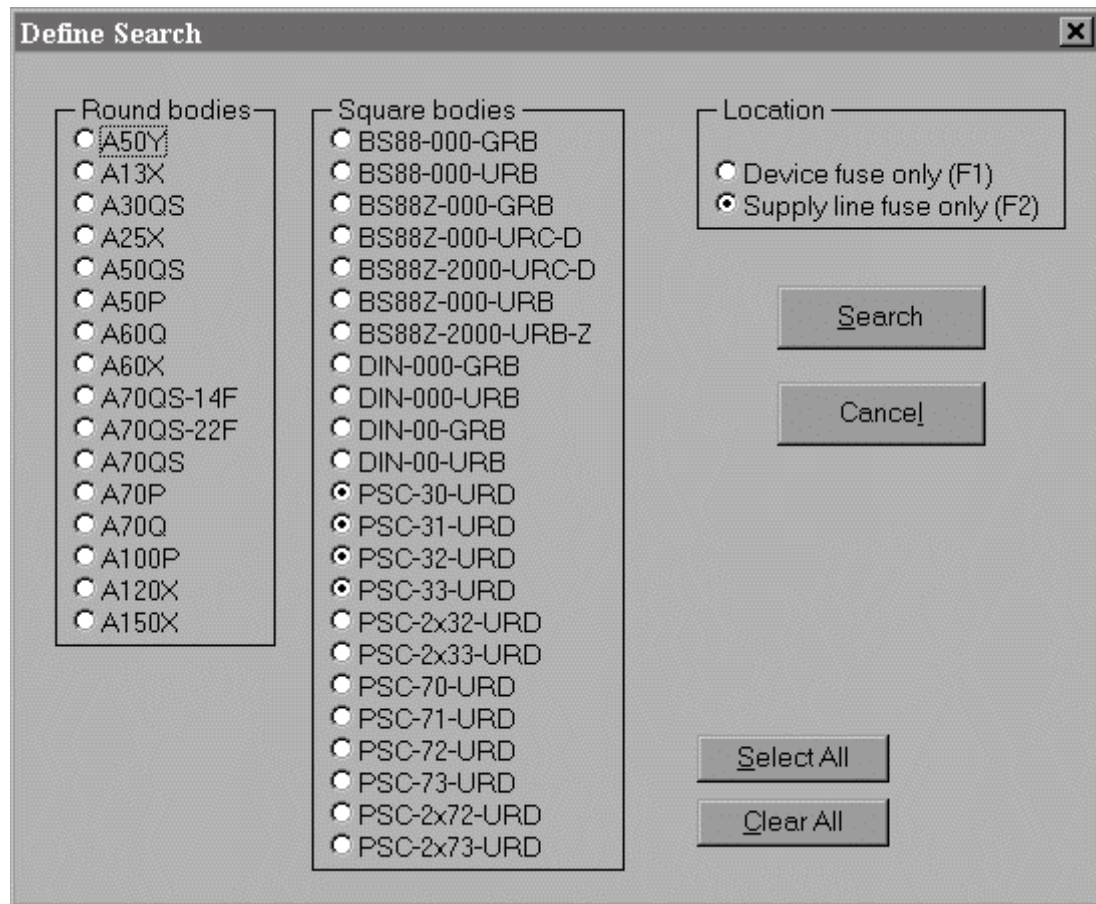 Define Search
Round bodies
A50Y
A13X
A30QS
A25X
A50QS
A50P
A60Q
A60X
A70QS-14F
A70QS-22F
A70QS
A70P
A70Q
A100P
A120X
A150X
Square bodies
BS88-000-GRB
BS88-000-URB
BS88Z-000-GRB
BS88Z-000-URC-D
BS88Z-2000-URC-D
BS88Z-000-URB
BS88Z-2000-URB-Z
DIN-000-GRB
DIN-000-URB
DIN-00-GRB
DIN-00-URB
PSC-30-URD
PSC-31-URD
PSC-32-URD
PSC-33-URD
PSC-2x32-URD
PSC-2x33-URD
PSC-70-URD
PSC-71-URD
PSC-72-URD
PSC-73-URD
PSC-2x72-URD
PSC-2x73-URD
Location
Device fuse only (F1)
Supply line fuse only (F2)
Search
Cancel
Select All
Clear All